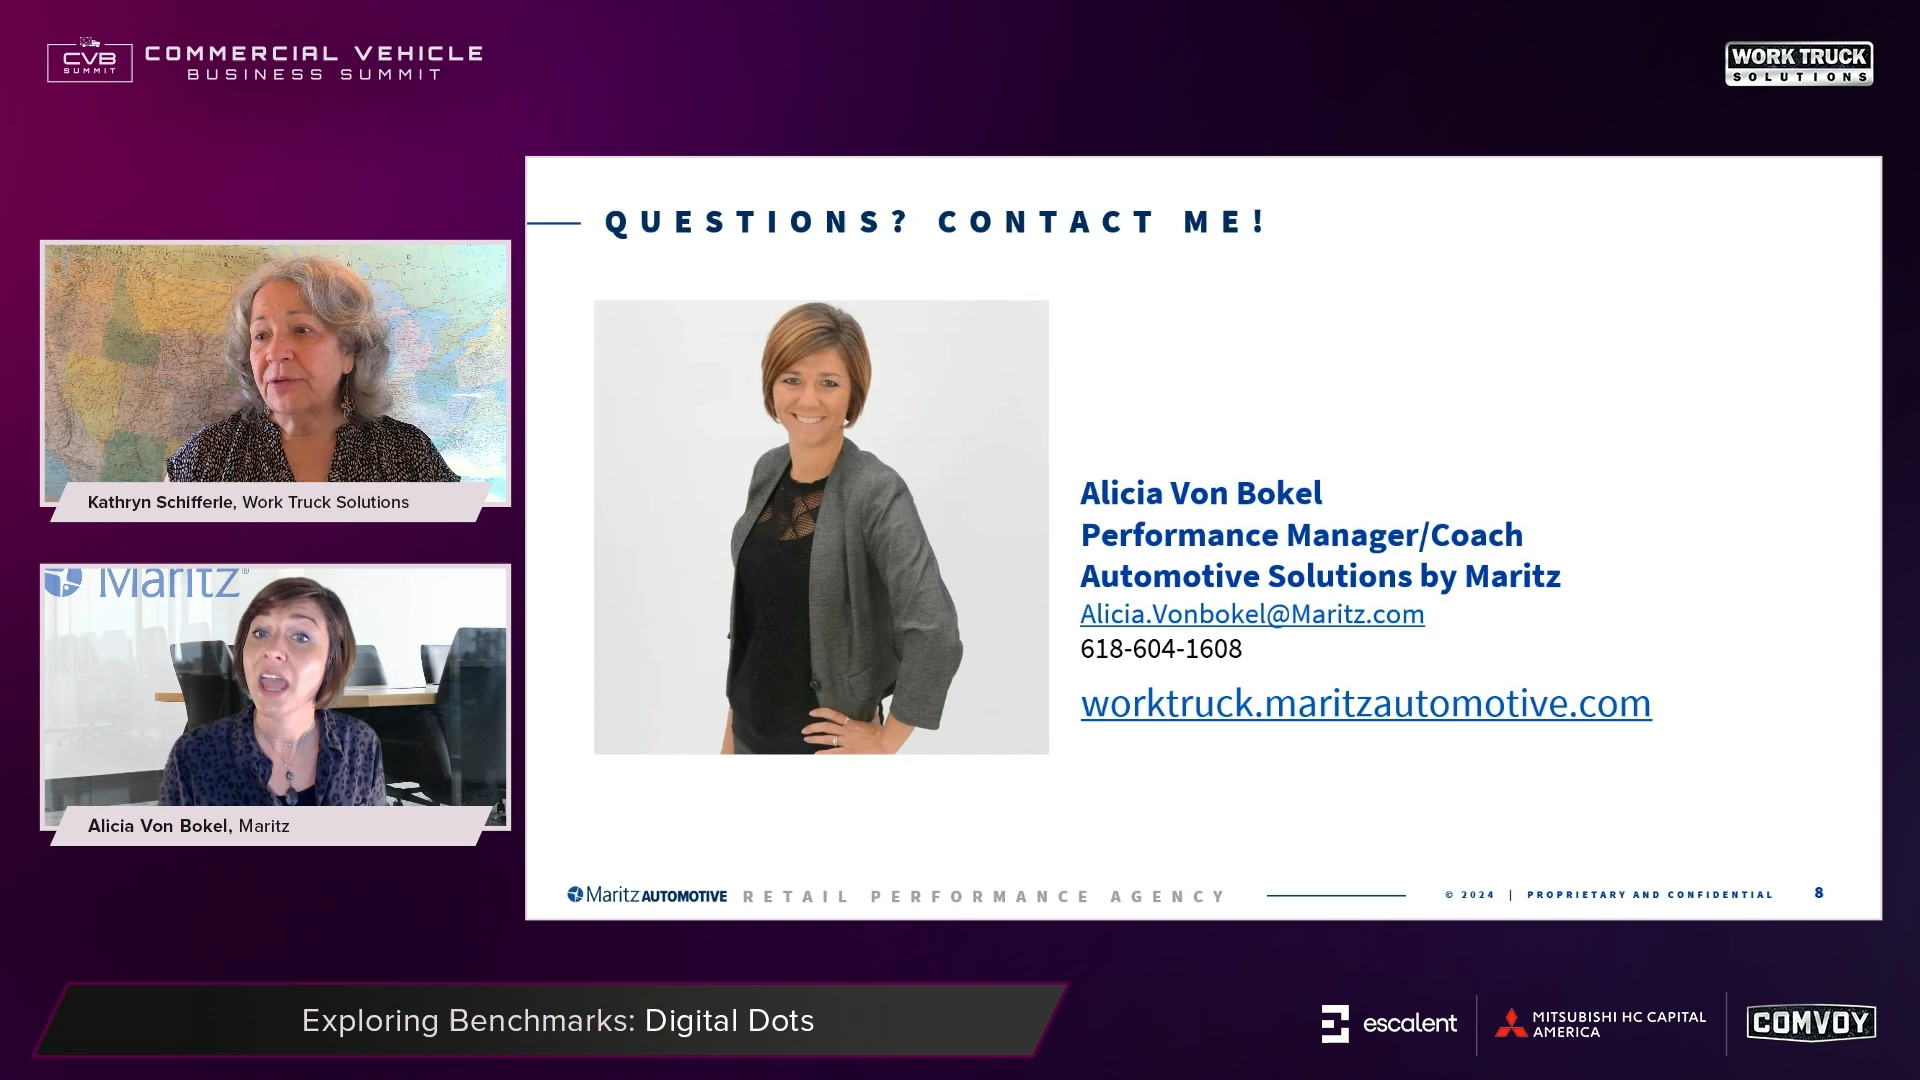 CVB
SUMMIT
COMMERCIAL VEHICLE
BUSINESS SUMMIT
WORK TRUCK
SOLUTIONS
QUESTIONS? CONTACT ME!
Kathryn Schifferle, Work Truck Solutions
Maritz®
Alicia Von Bokel, Maritz
Alicia Von Bokel
Performance Manager/Coach
Automotive Solutions by Maritz
Alicia.Vonbokel@Maritz.com
618-604-1608
worktruck.maritzautomotive.com
Maritz AUTOMOTIVE RETAIL PERFORMANCE AGENCY
© 2024 | PROPRIETARY AND CONFIDENTIAL 8
Exploring Benchmarks: Digital Dots
escalent
MITSUBISHI HC CAPITAL
AMERICA
COMVOY